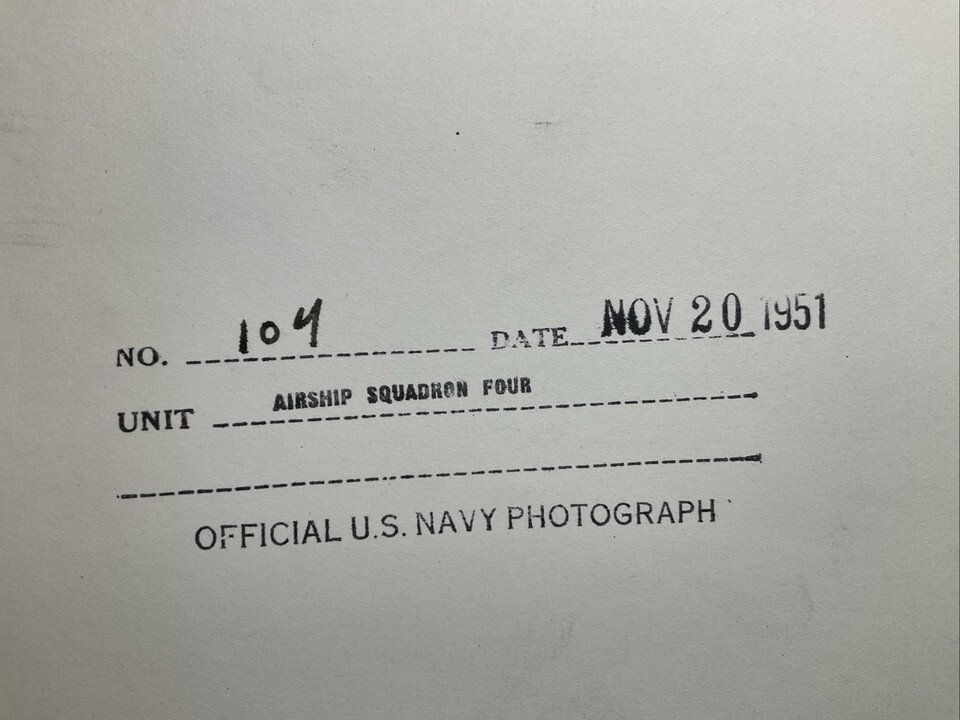 NO. 104 DATE NOV 20 1951
UNIT AIRSHIP SQUADRON FOUR
OFFICIAL U.S. NAVY PHOTOGRAPH